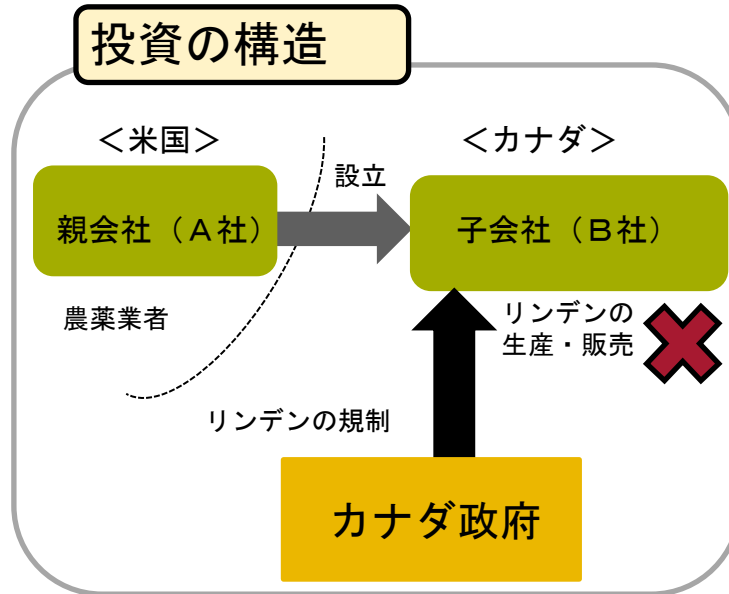 投資の構造
＜米国＞
＜カナダ＞
設立
親会社（Ａ社）
子会社（Ｂ社）
農薬業者
リンデンの
生産・販売
リンデンの規制
カナダ政府